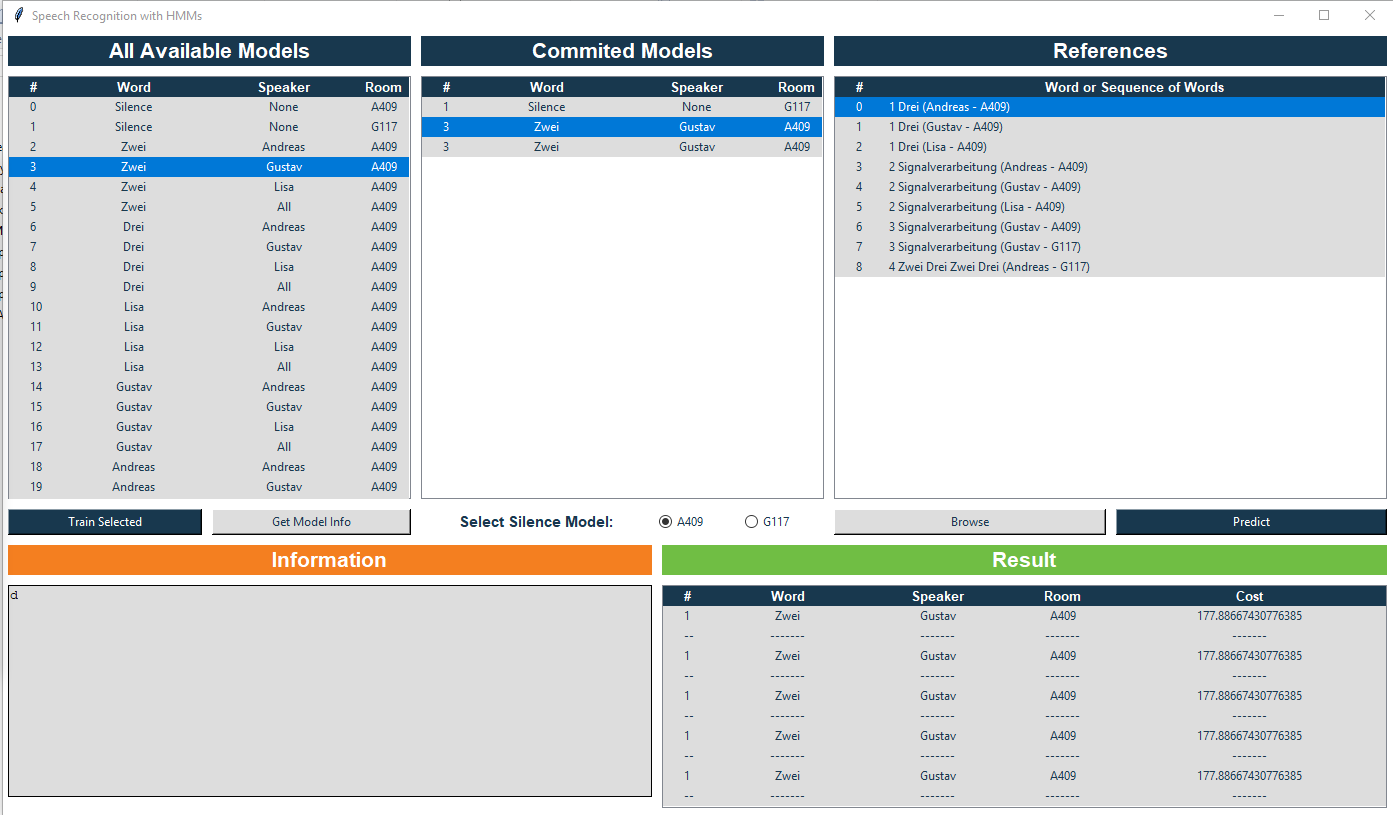 Speech Recognition with HMMs
All Available Models
# Word Speaker Room
0 Silence None A409
1 Silence None G117
2 Zwei Andreas A409
3 Zwei Gustav A409
4 Zwei Lisa A409
5 Zwei All A409
6 Drei Andreas A409
7 Drei Gustav A409
8 Drei Lisa A409
9 Drei All A409
10 Lisa Andreas A409
11 Lisa Gustav A409
12 Lisa Lisa A409
13 Lisa All A409
14 Gustav Andreas A409
15 Gustav Gustav A409
16 Gustav Lisa A409
17 Gustav All A409
18 Andreas Andreas A409
19 Andreas Gustav A409
Train Selected Get Model Info
Commited Models
# Word Speaker Room
1 Silence None G117
3 Zwei Gustav A409
3 Zwei Gustav A409
Select Silence Model: A409 G117
References
# Word or Sequence of Words
0 1 Drei (Andreas - A409)
1 1 Drei (Gustav - A409)
2 1 Drei (Lisa - A409)
3 2 Signalverarbeitung (Andreas - A409)
4 2 Signalverarbeitung (Gustav - A409)
5 2 Signalverarbeitung (Lisa - A409)
6 3 Signalverarbeitung (Gustav - A409)
7 3 Signalverarbeitung (Gustav - G117)
8 4 Zwei Drei Zwei Drei (Andreas - G117)
Browse Predict
Information
d
Result
# Word Speaker Room Cost
1 Zwei Gustav A409 177.88667430776385
-- ------- ------- ------- -------
1 Zwei Gustav A409 177.88667430776385
-- ------- ------- ------- -------
1 Zwei Gustav A409 177.88667430776385
-- ------- ------- ------- -------
1 Zwei Gustav A409 177.88667430776385
-- ------- ------- ------- -------
1 Zwei Gustav A409 177.88667430776385
-- ------- ------- ------- -------